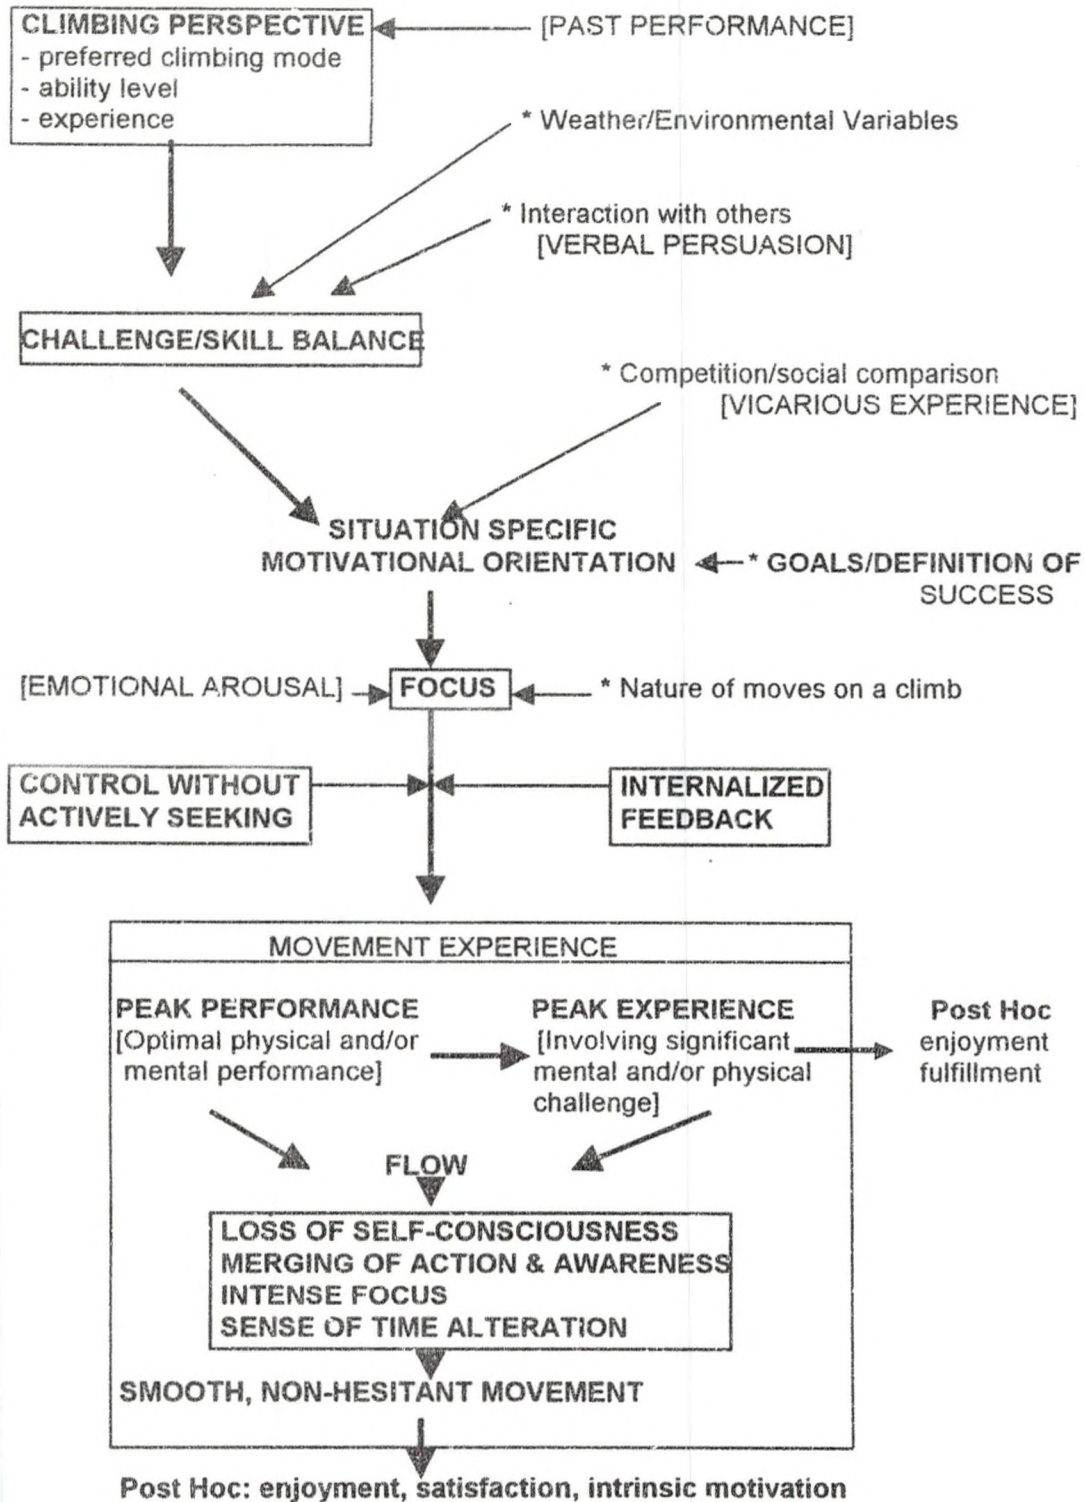 CLIMBING PERSPECTIVE
- preferred climbing mode
- ability level
- experience
[PAST PERFORMANCE]
* Weather/Environmental Variables
* Interaction with others
[VERBAL PERSUASION]
CHALLENGE/SKILL BALANCE
* Competition/social comparison
[VICARIOUS EXPERIENCE]
SITUATION SPECIFIC
MOTIVATIONAL ORIENTATION
* GOALS/DEFINITION OF
SUCCESS
[EMOTIONAL AROUSAL]
FOCUS
* Nature of moves on a climb
CONTROL WITHOUT
ACTIVELY SEEKING
INTERNALIZED
FEEDBACK
MOVEMENT EXPERIENCE
PEAK PERFORMANCE
[Optimal physical and/or
mental performance]
PEAK EXPERIENCE
[Involving significant
mental and/or physical
challenge]
Post Hoc
enjoyment
fulfillment
FLOW
LOSS OF SELF-CONSCIOUSNESS
MERGING OF ACTION & AWARENESS
INTENSE FOCUS
SENSE OF TIME ALTERATION
SMOOTH, NON-HESITANT MOVEMENT
Post Hoc: enjoyment, satisfaction, intrinsic motivation